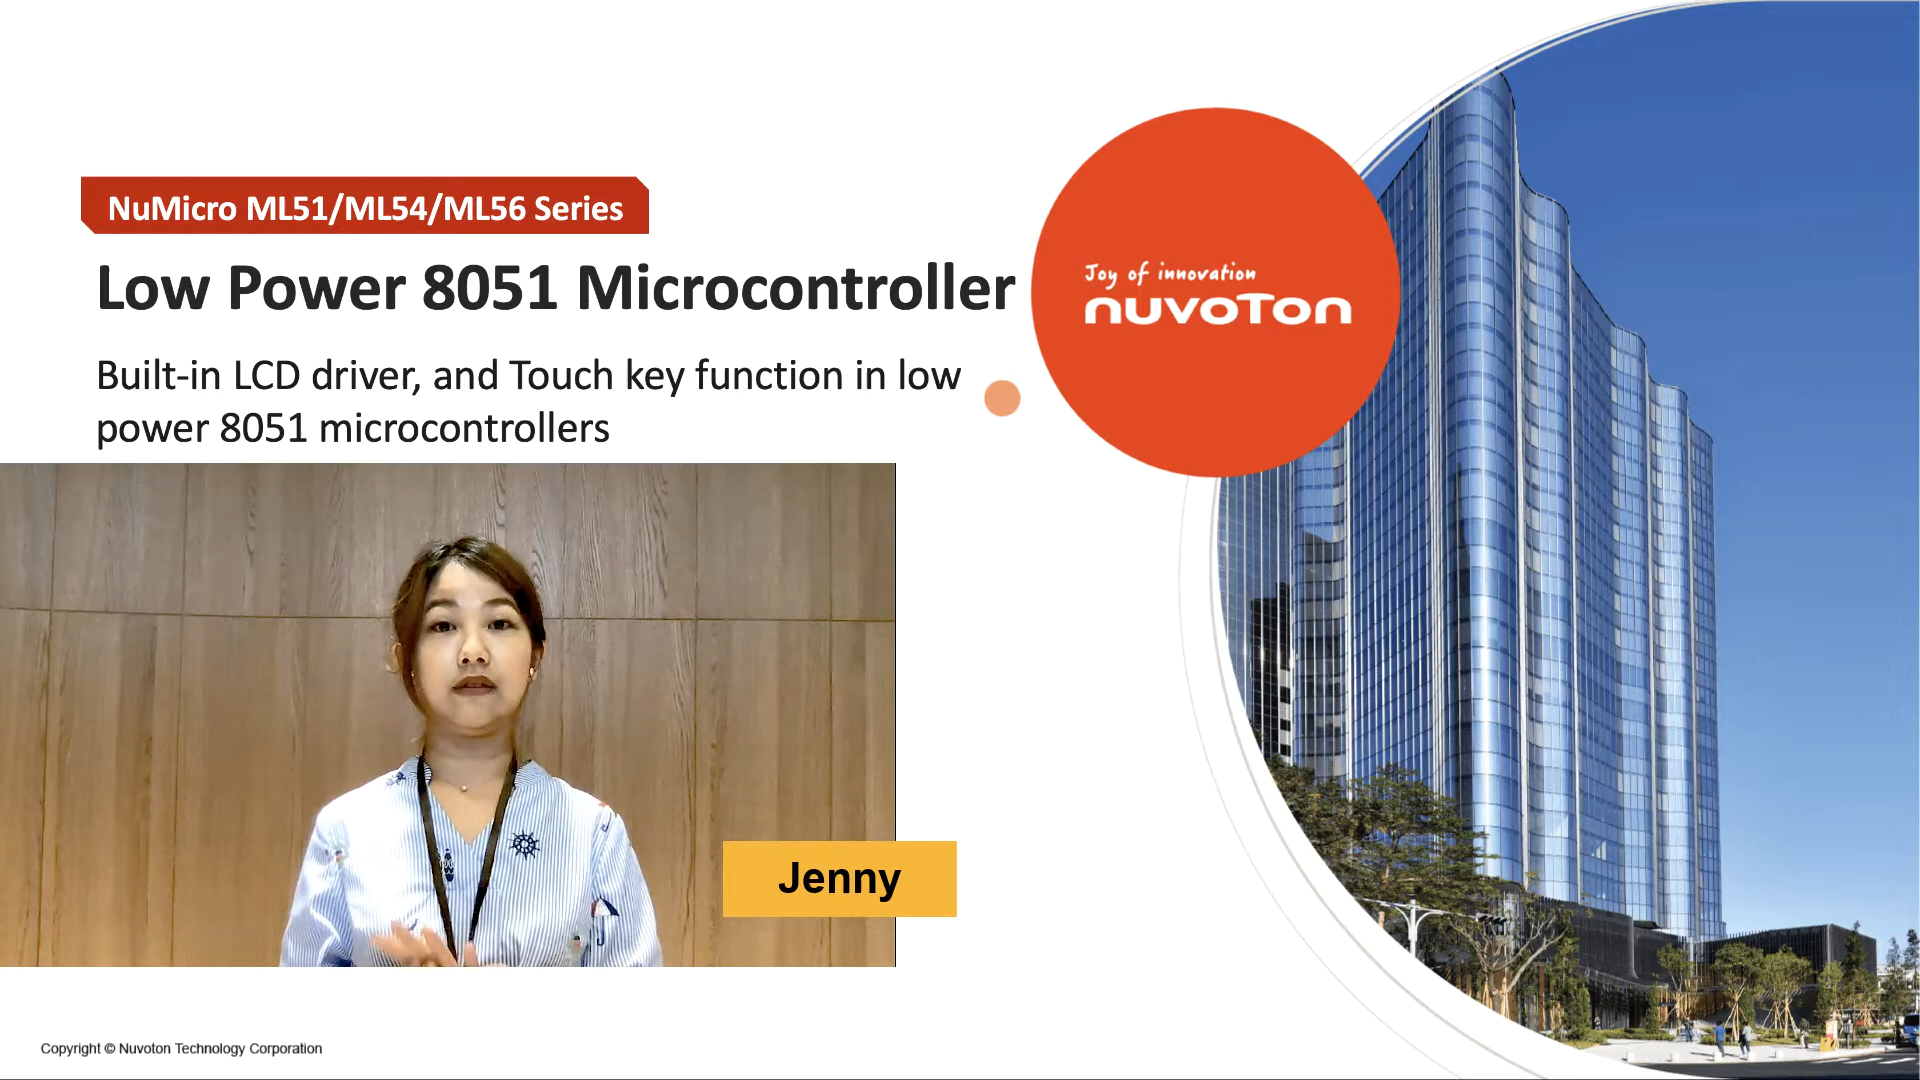 NuMicro ML51/ML54/ML56 Series
Low Power 8051 Microcontroller
Built-in LCD driver, and Touch key function in low
power 8051 microcontrollers
Joy of innovation
nuvoTon
Jenny
Copyright © Nuvoton Technology Corporation